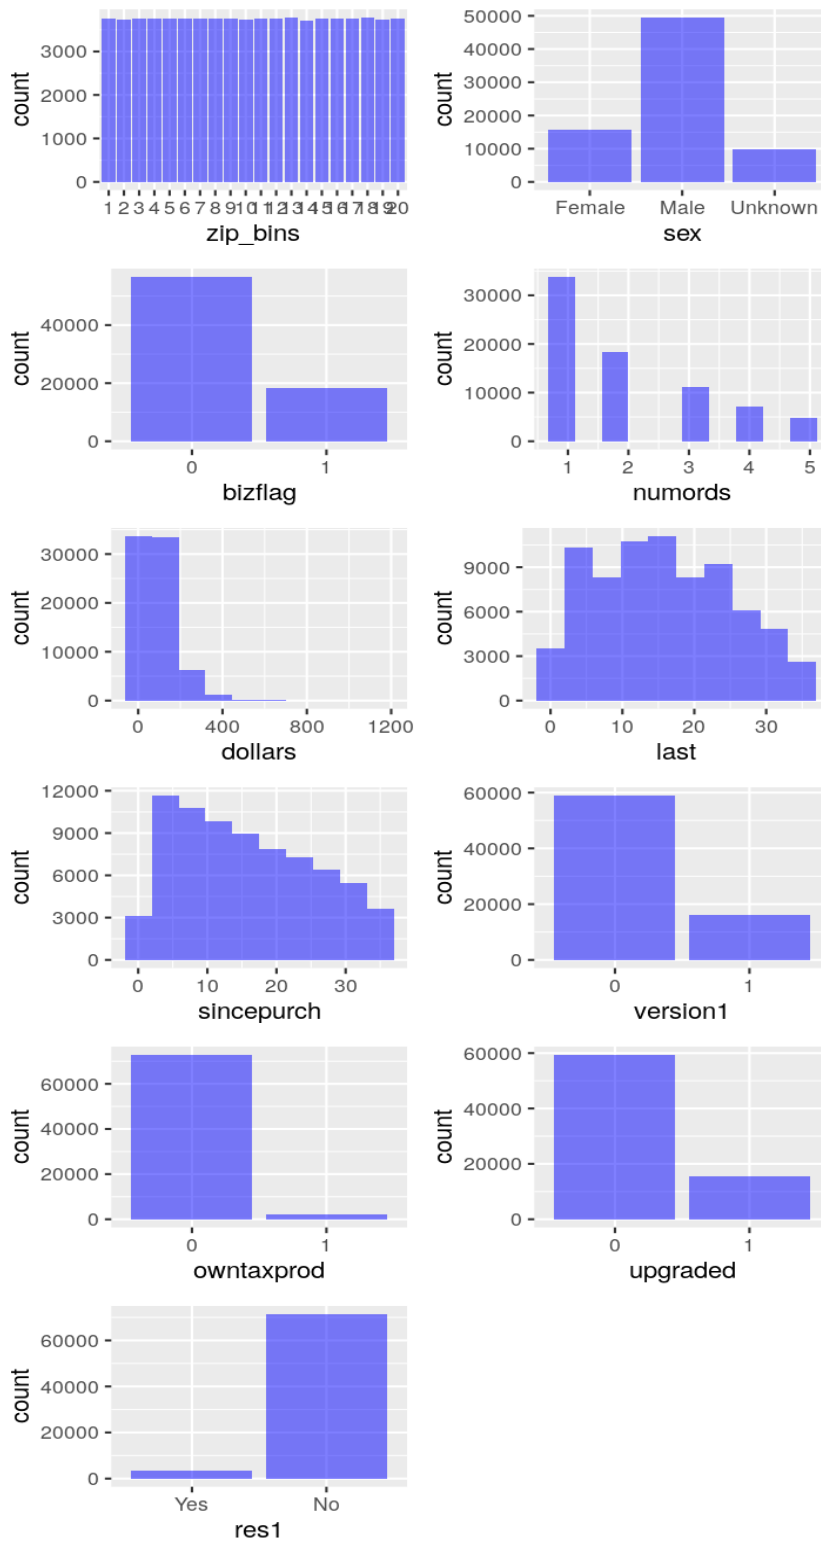 count
3000
2000
1000
0
1 2 3 4 5 6 7 8 9 10 11 12 13 14 15 16 17 18 19 20
zip_bins
count
50000
40000
30000
20000
10000
0
Female Male Unknown
sex
count
40000
20000
0
0 1
bizflag
count
30000
20000
10000
0
1 2 3 4 5
numords
count
30000
20000
10000
0
0 400 800 1200
dollars
count
9000
6000
3000
0
0 10 20 30
last
count
12000
9000
6000
3000
0
0 10 20 30
sincepurch
count
60000
40000
20000
0
0 1
version1
count
60000
40000
20000
0
0 1
owntaxprod
count
60000
40000
20000
0
0 1
upgraded
count
60000
40000
20000
0
Yes No
res1